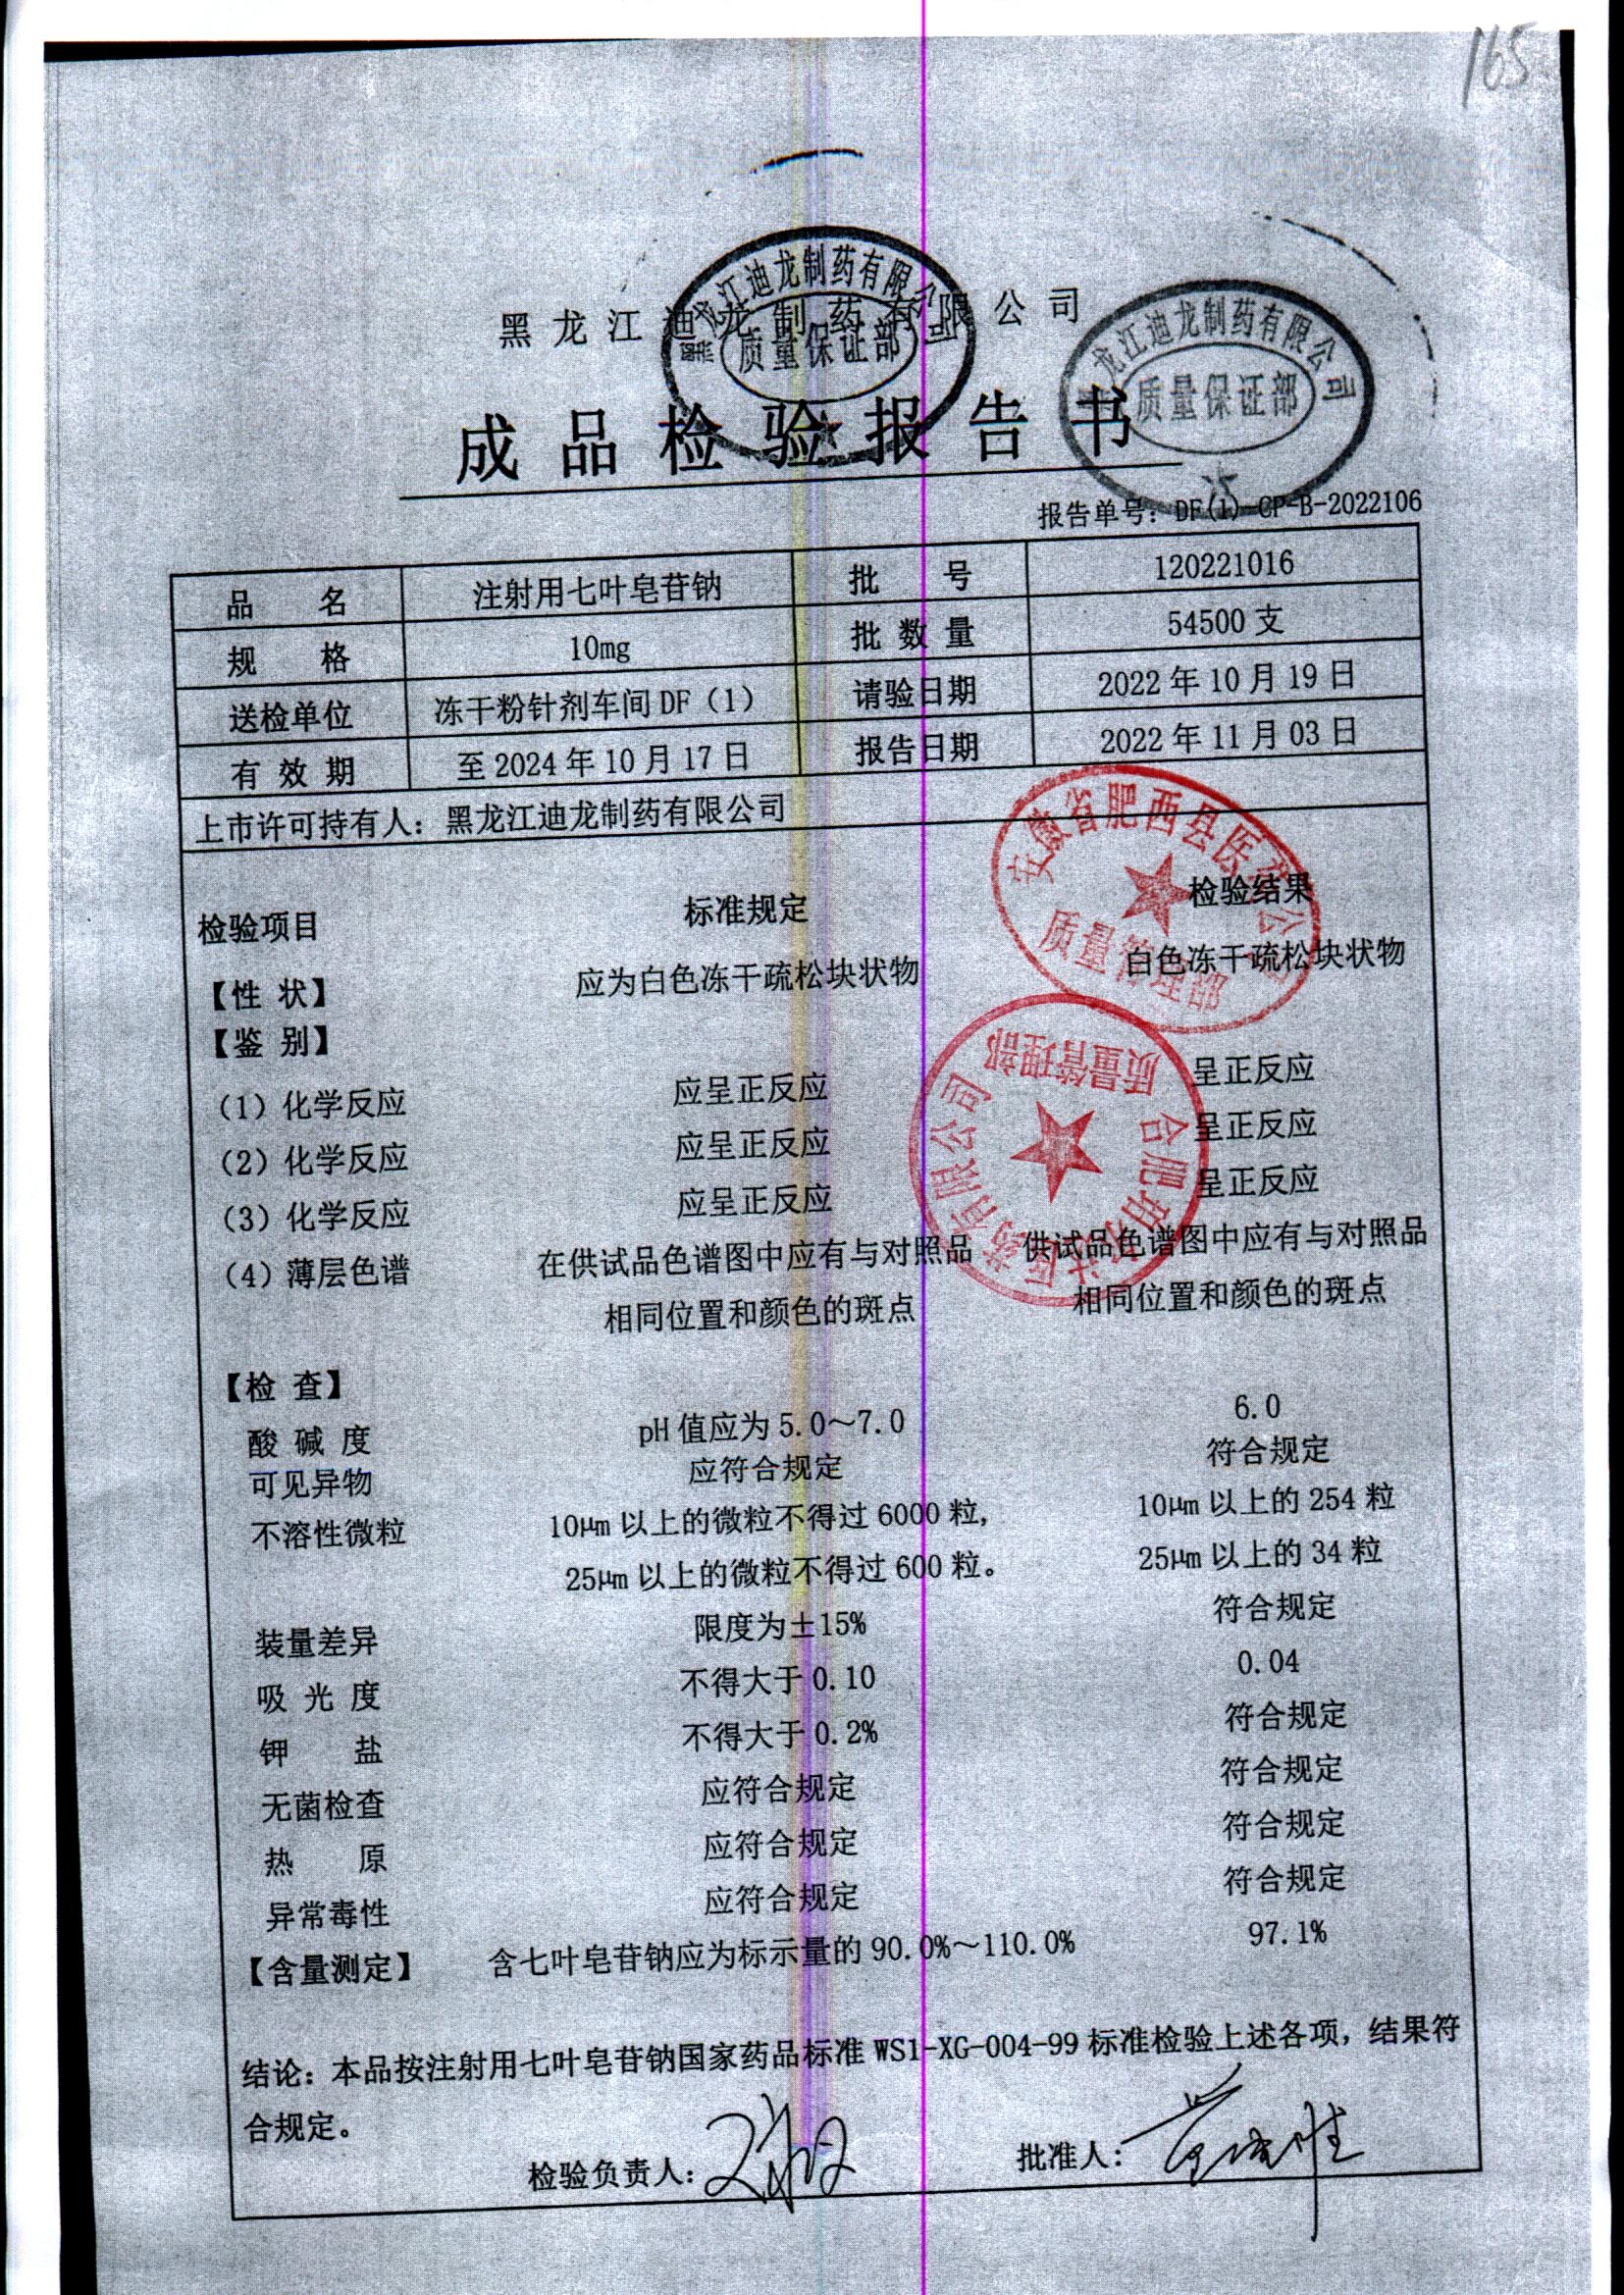 165
黑龙江迪龙制药有限公司
黑龙江迪龙制药有限公司
质量保证部
龙江迪龙制药有限公司
质量保证部
成品检验报告书
报告单号：DF(1)-CP-B-2022106
品名 注射用七叶皂苷钠 批号 120221016
规格 10mg 批数量 54500支
送检单位 冻干粉针剂车间DF（1） 请验日期 2022年10月19日
有效期 至2024年10月17日 报告日期 2022年11月03日
上市许可持有人：黑龙江迪龙制药有限公司
安徽省肥西县医药公
质量管理部
检验项目 标准规定 检验结果
【性状】 应为白色冻干疏松块状物 白色冻干疏松块状物
【鉴别】
质量管理部
医药有限公司
（1）化学反应 应呈正反应 呈正反应
（2）化学反应 应呈正反应 呈正反应
（3）化学反应 应呈正反应 呈正反应
（4）薄层色谱 在供试品色谱图中应有与对照品 供试品色谱图中应有与对照品
相同位置和颜色的斑点 相同位置和颜色的斑点
【检查】
酸碱度 pH值应为5.0～7.0 6.0
可见异物 应符合规定 符合规定
不溶性微粒 10μm以上的微粒不得过6000粒， 10μm以上的254粒
25μm以上的微粒不得过600粒。 25μm以上的34粒
装量差异 限度为±15% 符合规定
吸光度 不得大于0.10 0.04
钾盐 不得大于0.2% 符合规定
无菌检查 应符合规定 符合规定
热原 应符合规定 符合规定
异常毒性 应符合规定 符合规定
【含量测定】 含七叶皂苷钠应为标示量的90.0%～110.0% 97.1%
结论：本品按注射用七叶皂苷钠国家药品标准WS1-XG-004-99标准检验上述各项，结果符
合规定。
检验负责人： 批准人：